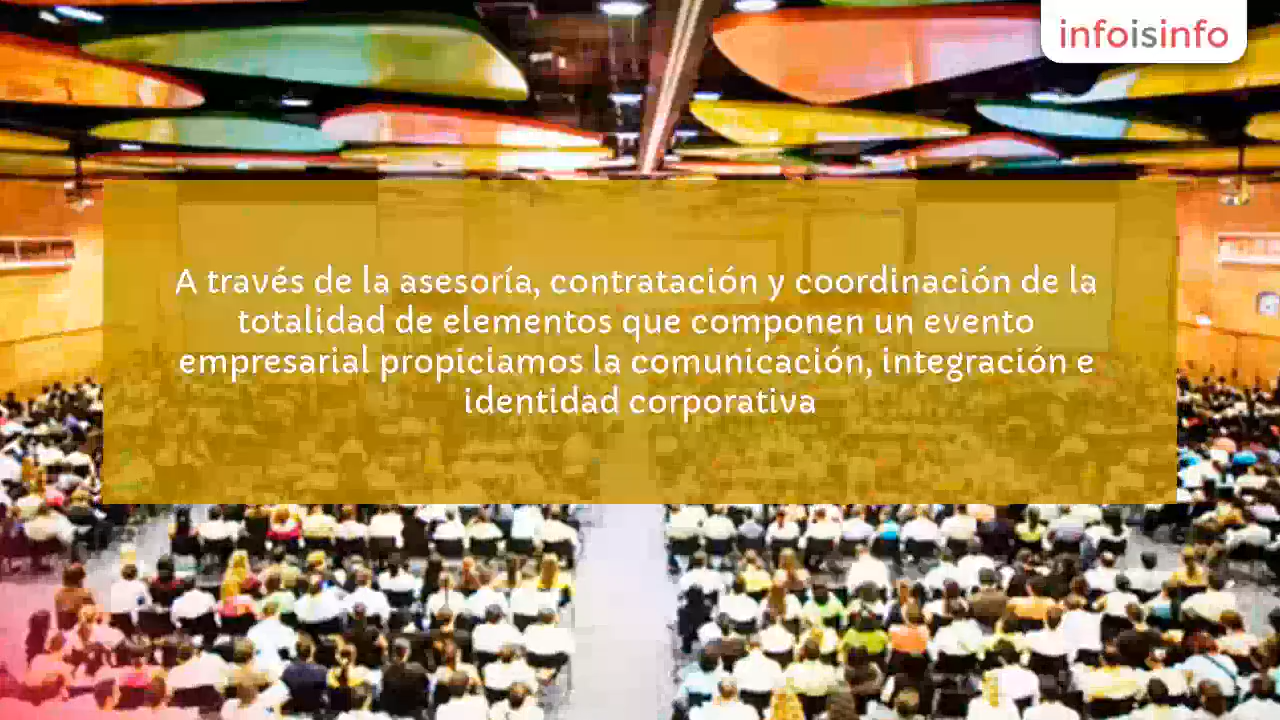 infoisinfo
A través de la asesoría, contratación y coordinación de la
totalidad de elementos que componen un evento
empresarial propiciamos la comunicación, integración e
identidad corporativa